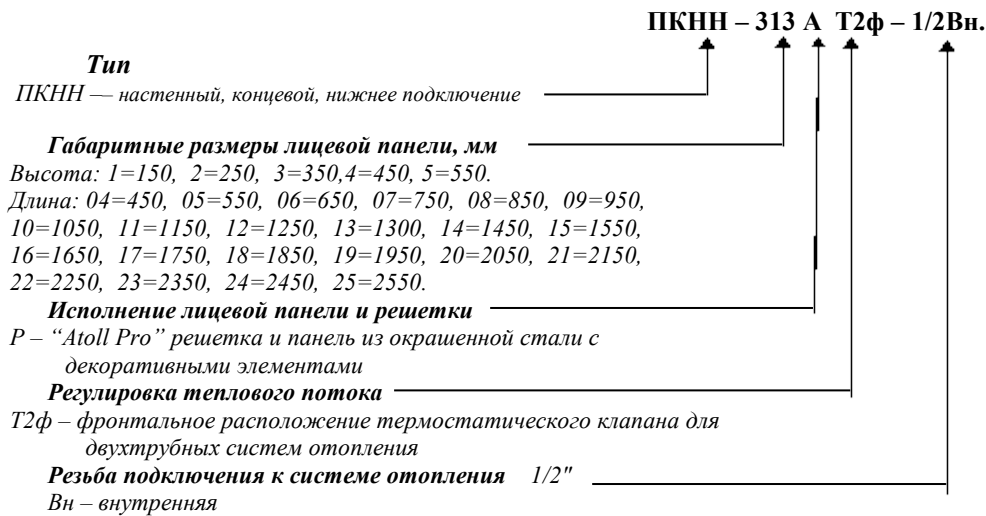 ПКНН – 313 А Т2ф – 1/2Вн.
Тип
ПКНН –– настенный, концевой, нижнее подключение
Габаритные размеры лицевой панели, мм
Высота: 1=150, 2=250, 3=350,4=450, 5=550.
Длина: 04=450, 05=550, 06=650, 07=750, 08=850, 09=950,
10=1050, 11=1150, 12=1250, 13=1300, 14=1450, 15=1550,
16=1650, 17=1750, 18=1850, 19=1950, 20=2050, 21=2150,
22=2250, 23=2350, 24=2450, 25=2550.
Исполнение лицевой панели и решетки
Р – “Atoll Pro” решетка и панель из окрашенной стали с
декоративными элементами
Регулировка теплового потока
Т2ф – фронтальное расположение термостатического клапана для
двухтрубных систем отопления
Резьба подключения к системе отопления 1/2"
Вн – внутренняя